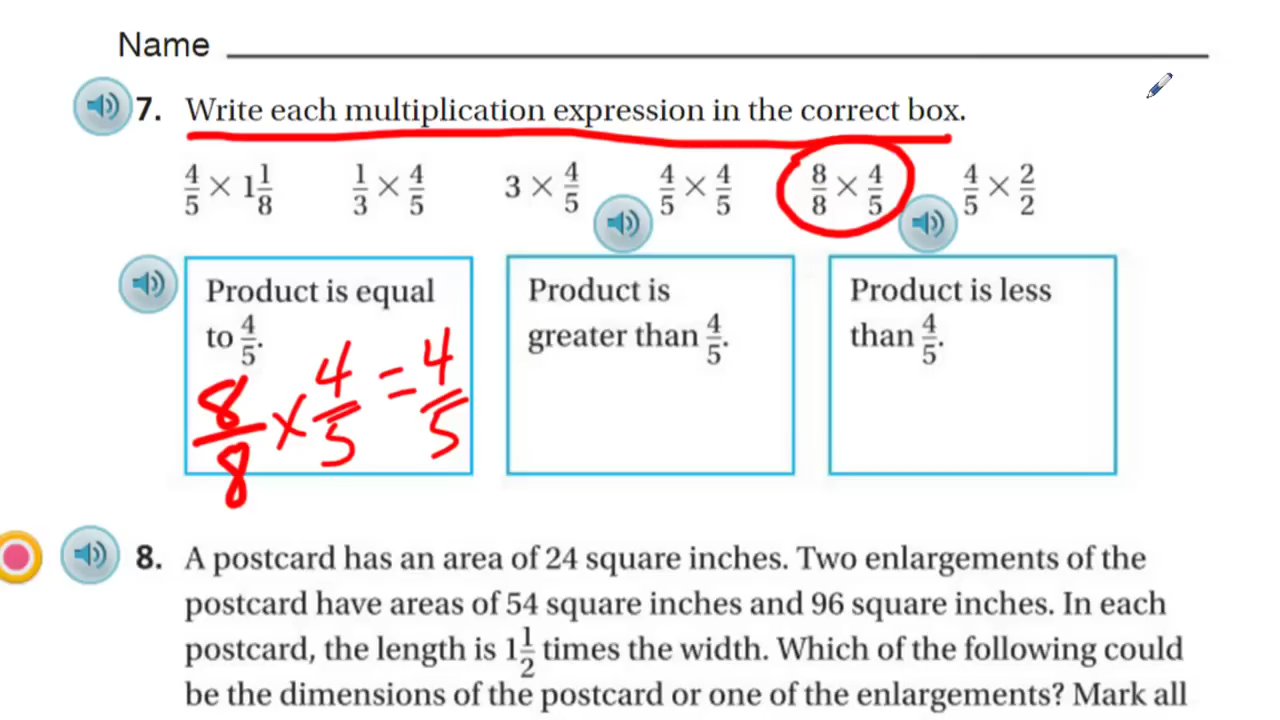 Name
7. Write each multiplication expression in the correct box.
4/5 × 1 1/8   1/3 × 4/5   3 × 4/5   4/5 × 4/5   8/8 × 4/5   4/5 × 2/2
Product is equal
to 4/5.
8/8 × 4/5 = 4/5
Product is
greater than 4/5.
Product is less
than 4/5.
8. A postcard has an area of 24 square inches. Two enlargements of the
postcard have areas of 54 square inches and 96 square inches. In each
postcard, the length is 1 1/2 times the width. Which of the following could
be the dimensions of the postcard or one of the enlargements? Mark all